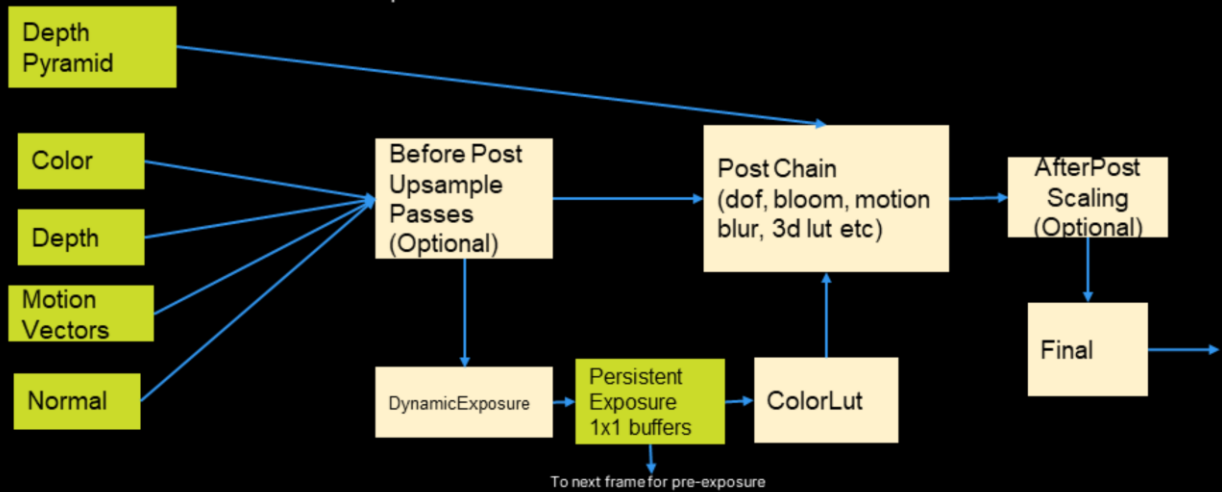 Depth
Pyramid
Color
Depth
Motion
Vectors
Normal
Before Post
Upsample
Passes
(Optional)
Post Chain
(dof, bloom, motion
blur, 3d lut etc)
AfterPost
Scaling
(Optional)
Final
DynamicExposure
Persistent
Exposure
1x1 buffers
ColorLut
To next frame for pre-exposure